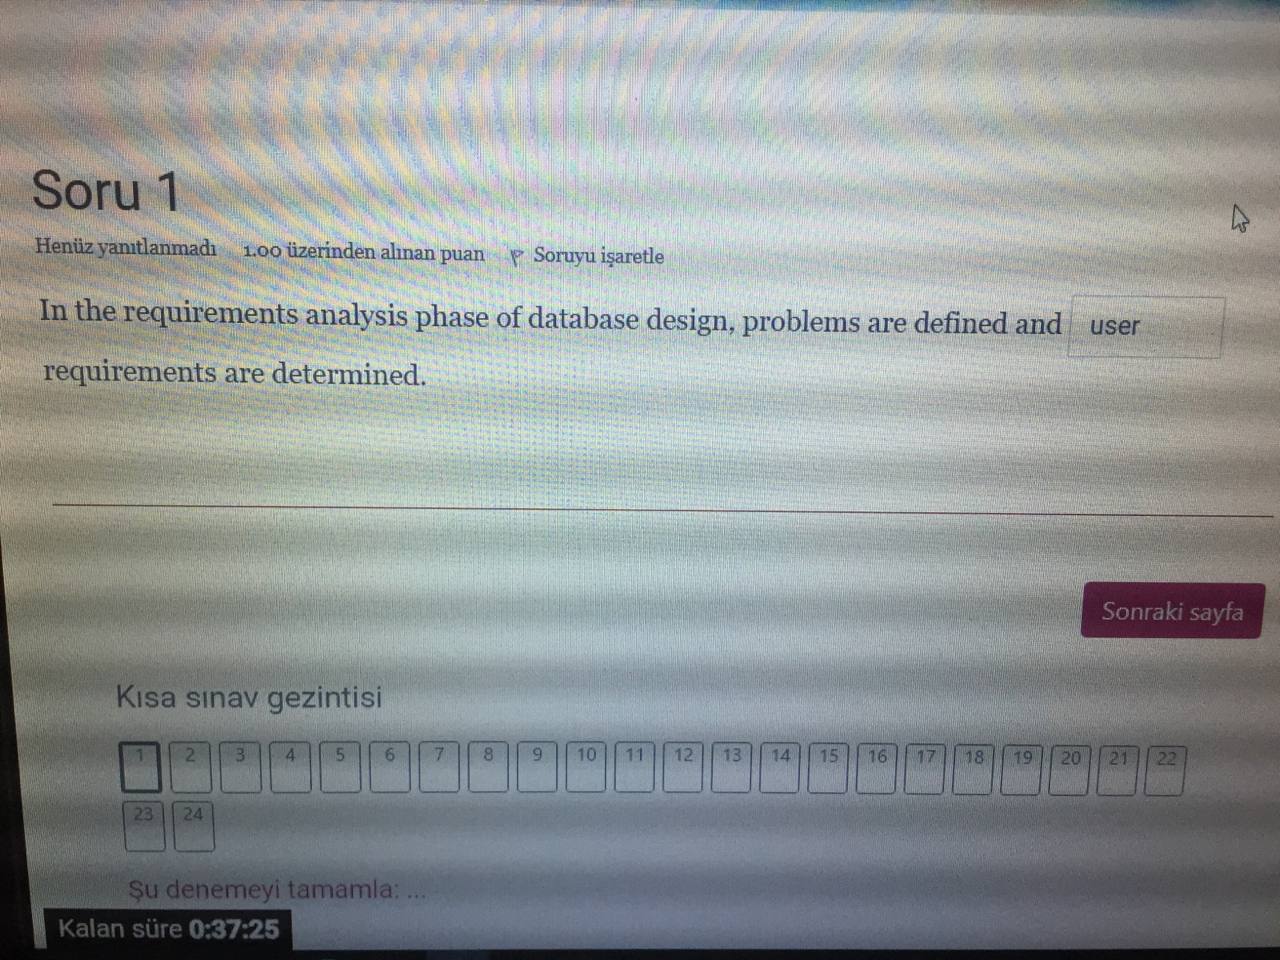 Soru 1
Henüz yanıtlanmadı 1.00 üzerinden alınan puan Soruyu işaretle
In the requirements analysis phase of database design, problems are defined and user
requirements are determined.
Sonraki sayfa
Kısa sınav gezintisi
1 2 3 4 5 6 7 8 9 10 11 12 13 14 15 16 17 18 19 20 21 22
23 24
Şu denemeyi tamamla: ...
Kalan süre 0:37:25